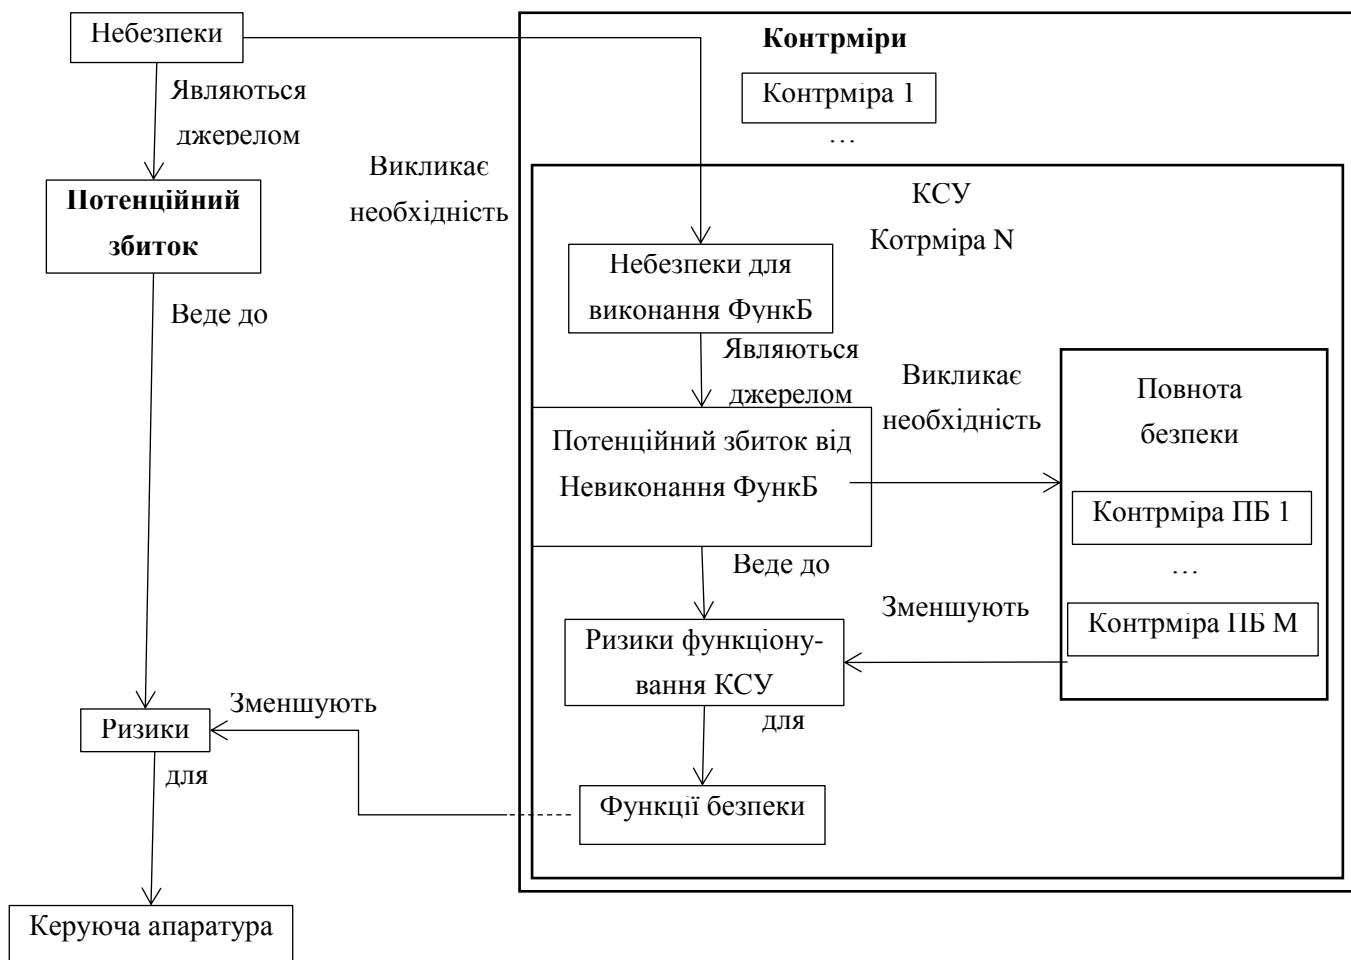 Небезпеки
Являються
джерелом
Потенційний
збиток
Веде до
Ризики
для
Керуюча апаратура
Викликає
необхідність
Зменшують
Контрміри
Контрміра 1
…
КСУ
Котрміра N
Небезпеки для
виконання ФункБ
Являються
джерелом
Потенційний збиток від
Невиконання ФункБ
Веде до
Ризики функціону-
вання КСУ
для
Функції безпеки
Викликає
необхідність
Зменшують
Повнота
безпеки
Контрміра ПБ 1
…
Контрміра ПБ М